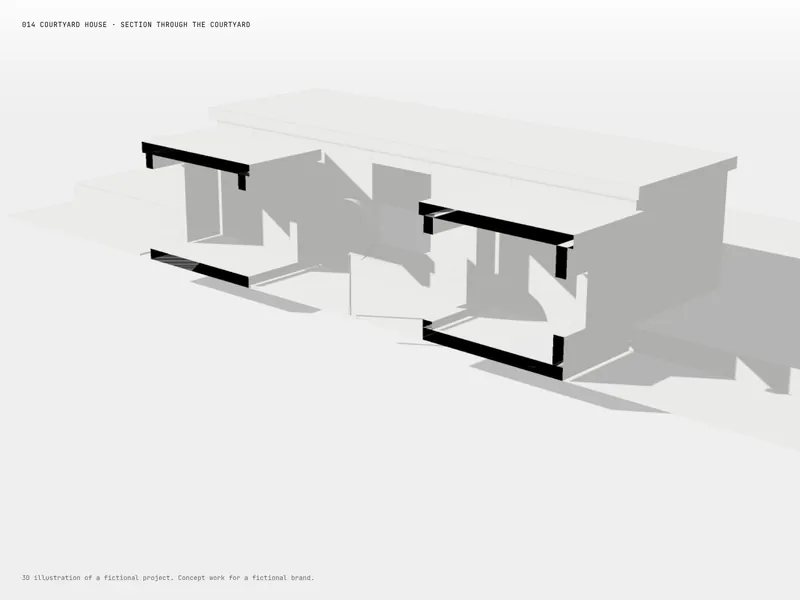 014 COURTYARD HOUSE · SECTION THROUGH THE COURTYARD
3D illustration of a fictional project. Concept work for a fictional brand.